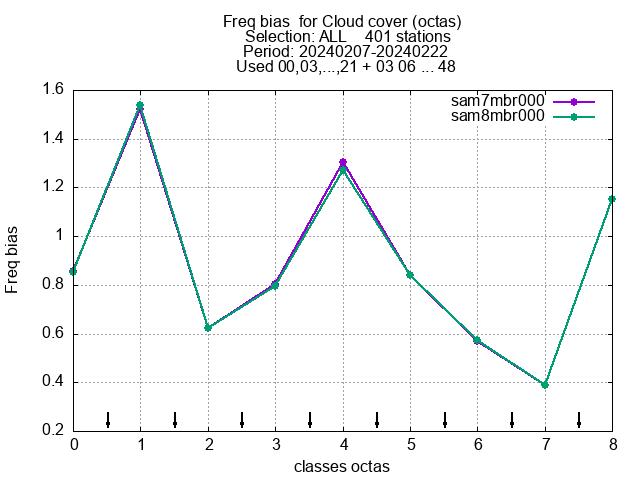 Freq bias  for Cloud cover (octas)
Selection: ALL    401 stations
Period: 20240207-20240222
Used 00,03,...,21 + 03 06 ... 48
sam7mbr000
sam8mbr000
1.6
1.4
1.2
1
0.8
0.6
0.4
0.2
Freq bias
0 1 2 3 4 5 6 7 8
classes octas